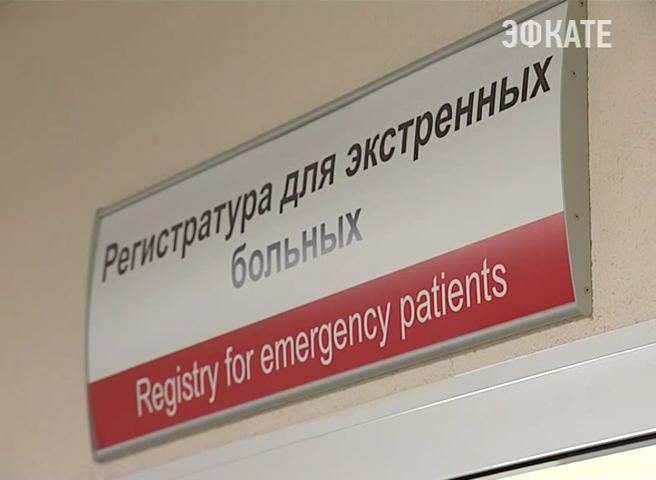 ЭФКАТЕ
Регистратура для экстренных
больных
Registry for emergency patients